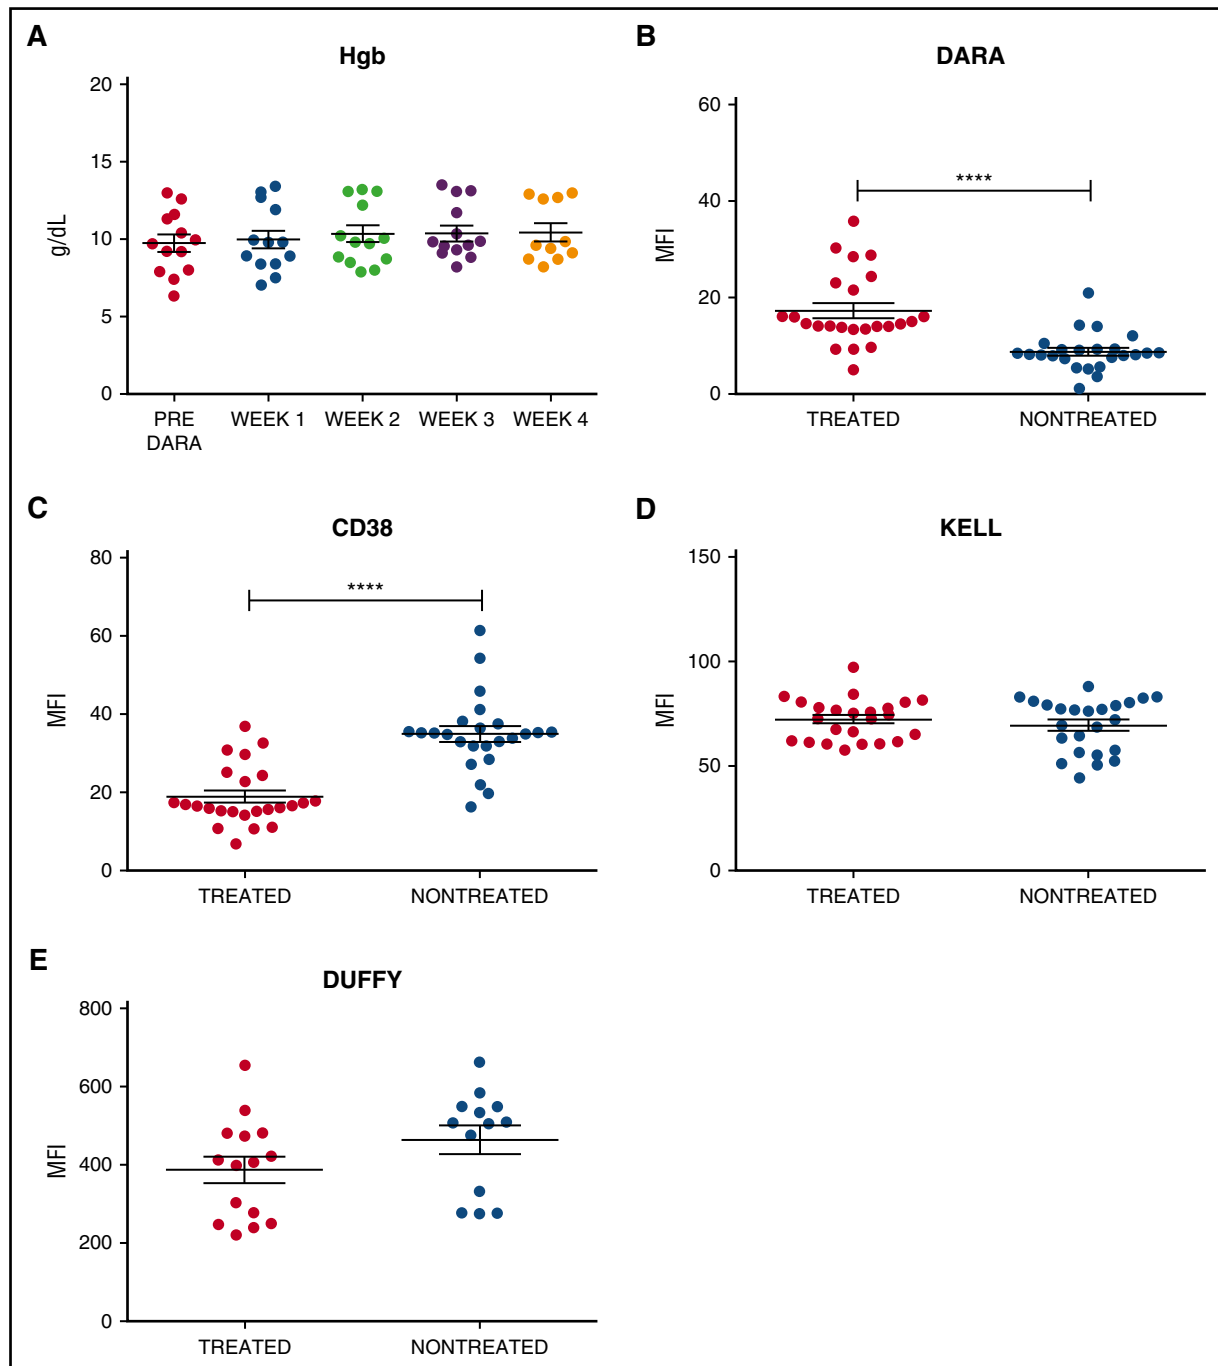 A
Hgb
g/dL
20
15
10
5
0
PRE DARA
WEEK 1
WEEK 2
WEEK 3
WEEK 4
B
DARA
MFI
60
40
20
0
****
TREATED
NONTREATED
C
CD38
MFI
80
60
40
20
0
****
TREATED
NONTREATED
D
KELL
MFI
150
100
50
0
TREATED
NONTREATED
E
DUFFY
MFI
800
600
400
200
0
TREATED
NONTREATED